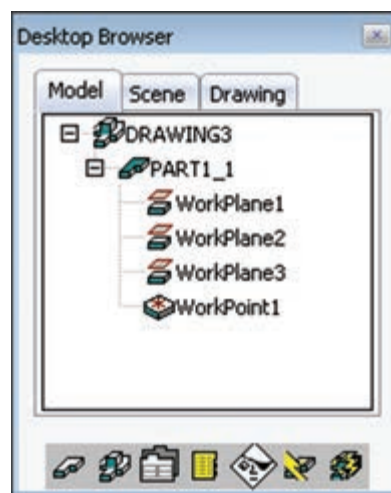 Desktop Browser
Model Scene Drawing
DRAWING3
PART1_1
WorkPlane1
WorkPlane2
WorkPlane3
WorkPoint1